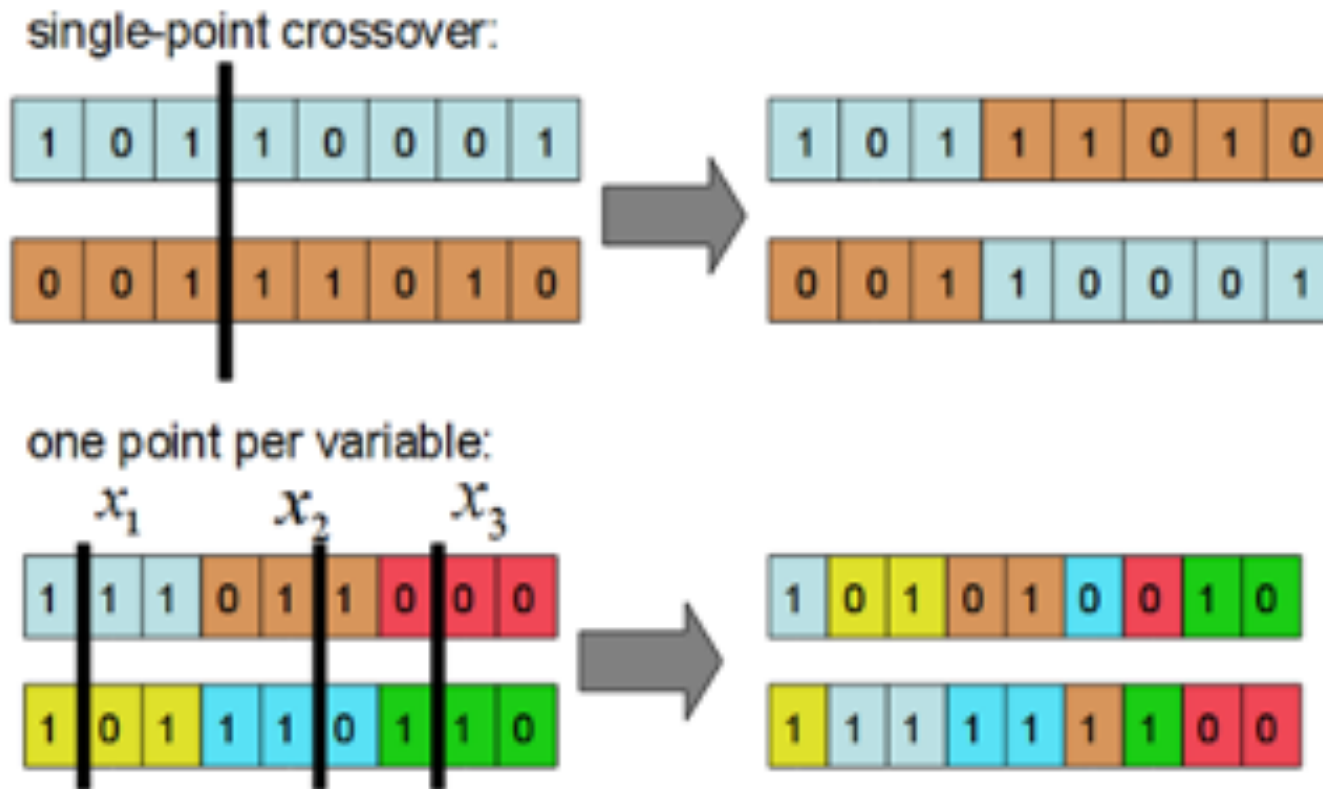 single-point crossover:
1 0 1 1 0 0 0 1
1 0 1 1 1 0 1 0
0 0 1 1 1 0 1 0
0 0 1 1 0 0 0 1
one point per variable:
x₁ x₂ x₃
1 1 1 0 1 1 0 0 0
1 0 1 0 1 0 0 1 0
1 0 1 1 1 0 1 1 0
1 1 1 1 1 1 1 0 0